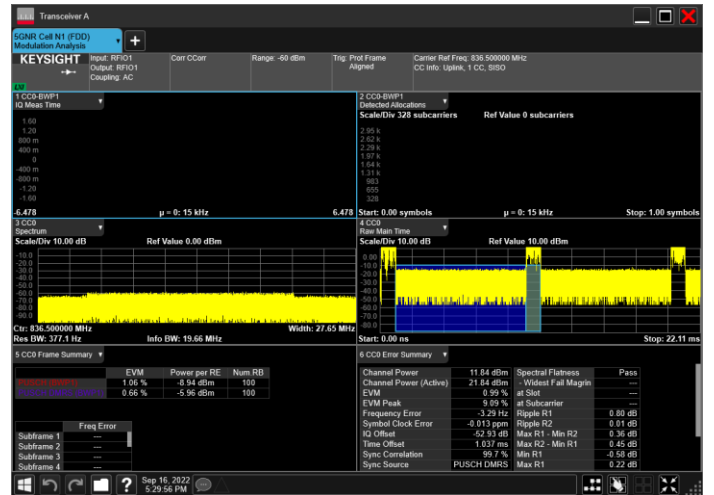 Transceiver A
5GNR Cell N1 (FDD)
Modulation Analysis
KEYSIGHT
Input: RFIO1
Output: RFIO1
Coupling: AC
Corr CCorr
Range: -60 dBm
Trig: Prot Frame
Aligned
Carrier Ref Freq: 836.500000 MHz
CC Info: Uplink, 1 CC, SISO
1 CC0-BWP1
IQ Meas Time
1.60
1.20
800 m
400 m
0
-400 m
-800 m
-1.20
-1.60
-6.478 μ = 0: 15 kHz 6.478
2 CC0-BWP1
Detected Allocations
Scale/Div 328 subcarriers Ref Value 0 subcarriers
2.95 k
2.62 k
2.29 k
1.97 k
1.64 k
1.31 k
983
655
328
Start: 0.00 symbols μ = 0: 15 kHz Stop: 1.00 symbols
3 CC0
Spectrum
Scale/Div 10.00 dB Ref Value 0.00 dBm
-10.0
-20.0
-30.0
-40.0
-50.0
-60.0
-70.0
-80.0
-90.0
Ctr: 836.500000 MHz Width: 27.65 MHz
Res BW: 377.1 Hz Info BW: 19.66 MHz
4 CC0
Raw Main Time
Scale/Div 10.00 dB Ref Value 10.00 dBm
0.00
-10.0
-20.0
-30.0
-40.0
-50.0
-60.0
-70.0
-80.0
Start: 0.00 ns Stop: 22.11 ms
5 CC0 Frame Summary
EVM Power per RE Num RB
1.06 % -8.94 dBm 100
0.66 % -5.96 dBm 100
Freq Error
Subframe 1 ---
Subframe 2 ---
Subframe 3 ---
Subframe 4 ---
6 CC0 Error Summary
Channel Power 11.84 dBm Spectral Flatness Pass
Channel Power (Active) 21.84 dBm - Widest Fail Magrin ---
EVM 0.99 % at Slot ---
EVM Peak 9.09 % at Subcarrier ---
Frequency Error -3.29 Hz Ripple R1 0.80 dB
Symbol Clock Error -0.013 ppm Ripple R2 0.01 dB
IQ Offset -52.93 dB Max R1 - Min R2 0.36 dB
Time Offset 1.037 ms Max R2 - Min R1 0.45 dB
Sync Correlation 99.7 % Min R1 -0.58 dB
Sync Source PUSCH DMRS Max R1 0.22 dB
Sep 16, 2022
5:29:56 PM